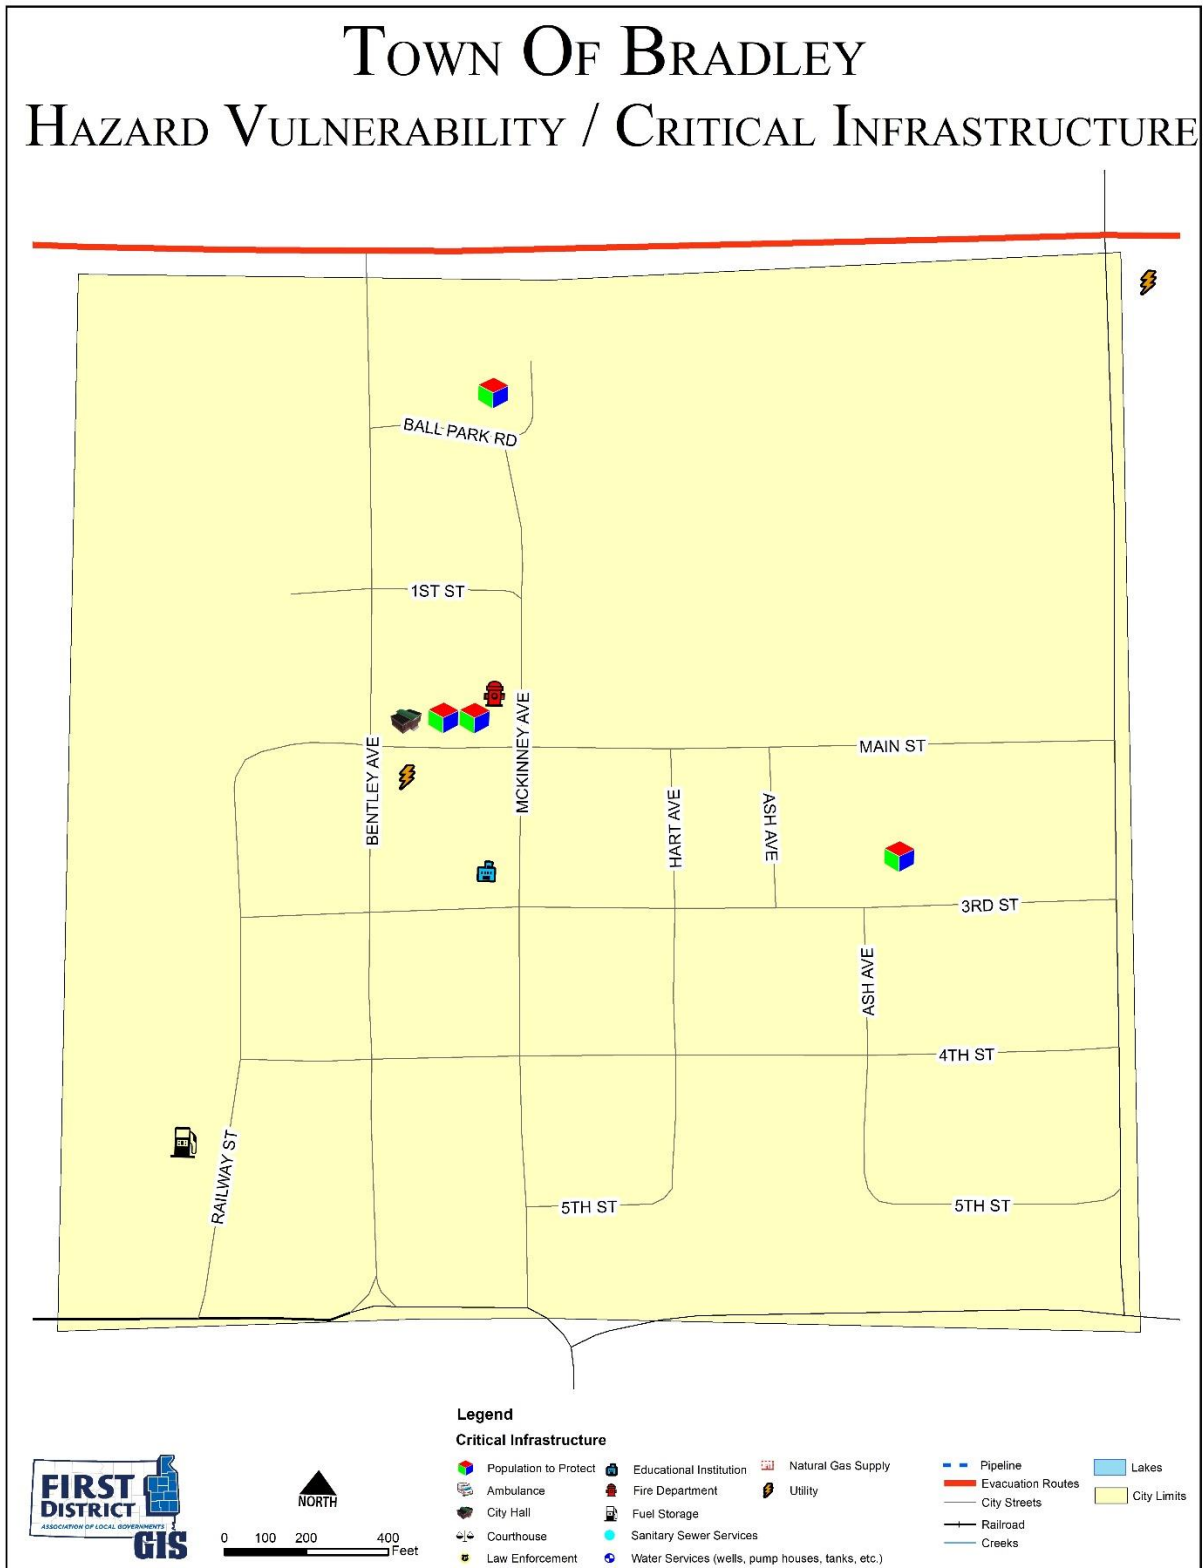 TOWN OF BRADLEY
HAZARD VULNERABILITY / CRITICAL INFRASTRUCTURE
BALL PARK RD
1ST ST
BENTLEY AVE
MCKINNEY AVE
MAIN ST
HART AVE
ASH AVE
3RD ST
ASH AVE
4TH ST
RAILWAY ST
5TH ST
5TH ST
Legend
Critical Infrastructure
Population to Protect
Ambulance
City Hall
Courthouse
Law Enforcement
Educational Institution
Fire Department
Fuel Storage
Sanitary Sewer Services
Water Services (wells, pump houses, tanks, etc.)
Natural Gas Supply
Utility
Pipeline
Evacuation Routes
City Streets
Railroad
Creeks
Lakes
City Limits
FIRST
DISTRICT
ASSOCIATION OF LOCAL GOVERNMENTS
GIS
NORTH
0 100 200 400
Feet